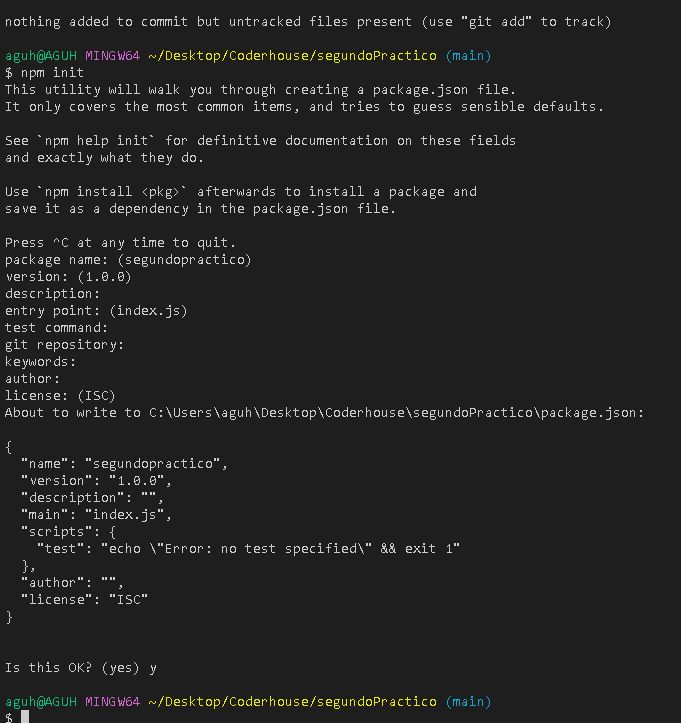 nothing added to commit but untracked files present (use "git add" to track)
aguh@AGUH MINGW64 ~/Desktop/Coderhouse/segundoPractico (main)
$ npm init
This utility will walk you through creating a package.json file.
It only covers the most common items, and tries to guess sensible defaults.
See `npm help init` for definitive documentation on these fields
and exactly what they do.
Use `npm install <pkg>` afterwards to install a package and
save it as a dependency in the package.json file.
Press ^C at any time to quit.
package name: (segundopractico)
version: (1.0.0)
description:
entry point: (index.js)
test command:
git repository:
keywords:
author:
license: (ISC)
About to write to C:\Users\aguh\Desktop\Coderhouse\segundoPractico\package.json:
{
  "name": "segundopractico",
  "version": "1.0.0",
  "description": "",
  "main": "index.js",
  "scripts": {
    "test": "echo \"Error: no test specified\" && exit 1"
  },
  "author": "",
  "license": "ISC"
}
Is this OK? (yes) y
aguh@AGUH MINGW64 ~/Desktop/Coderhouse/segundoPractico (main)
$